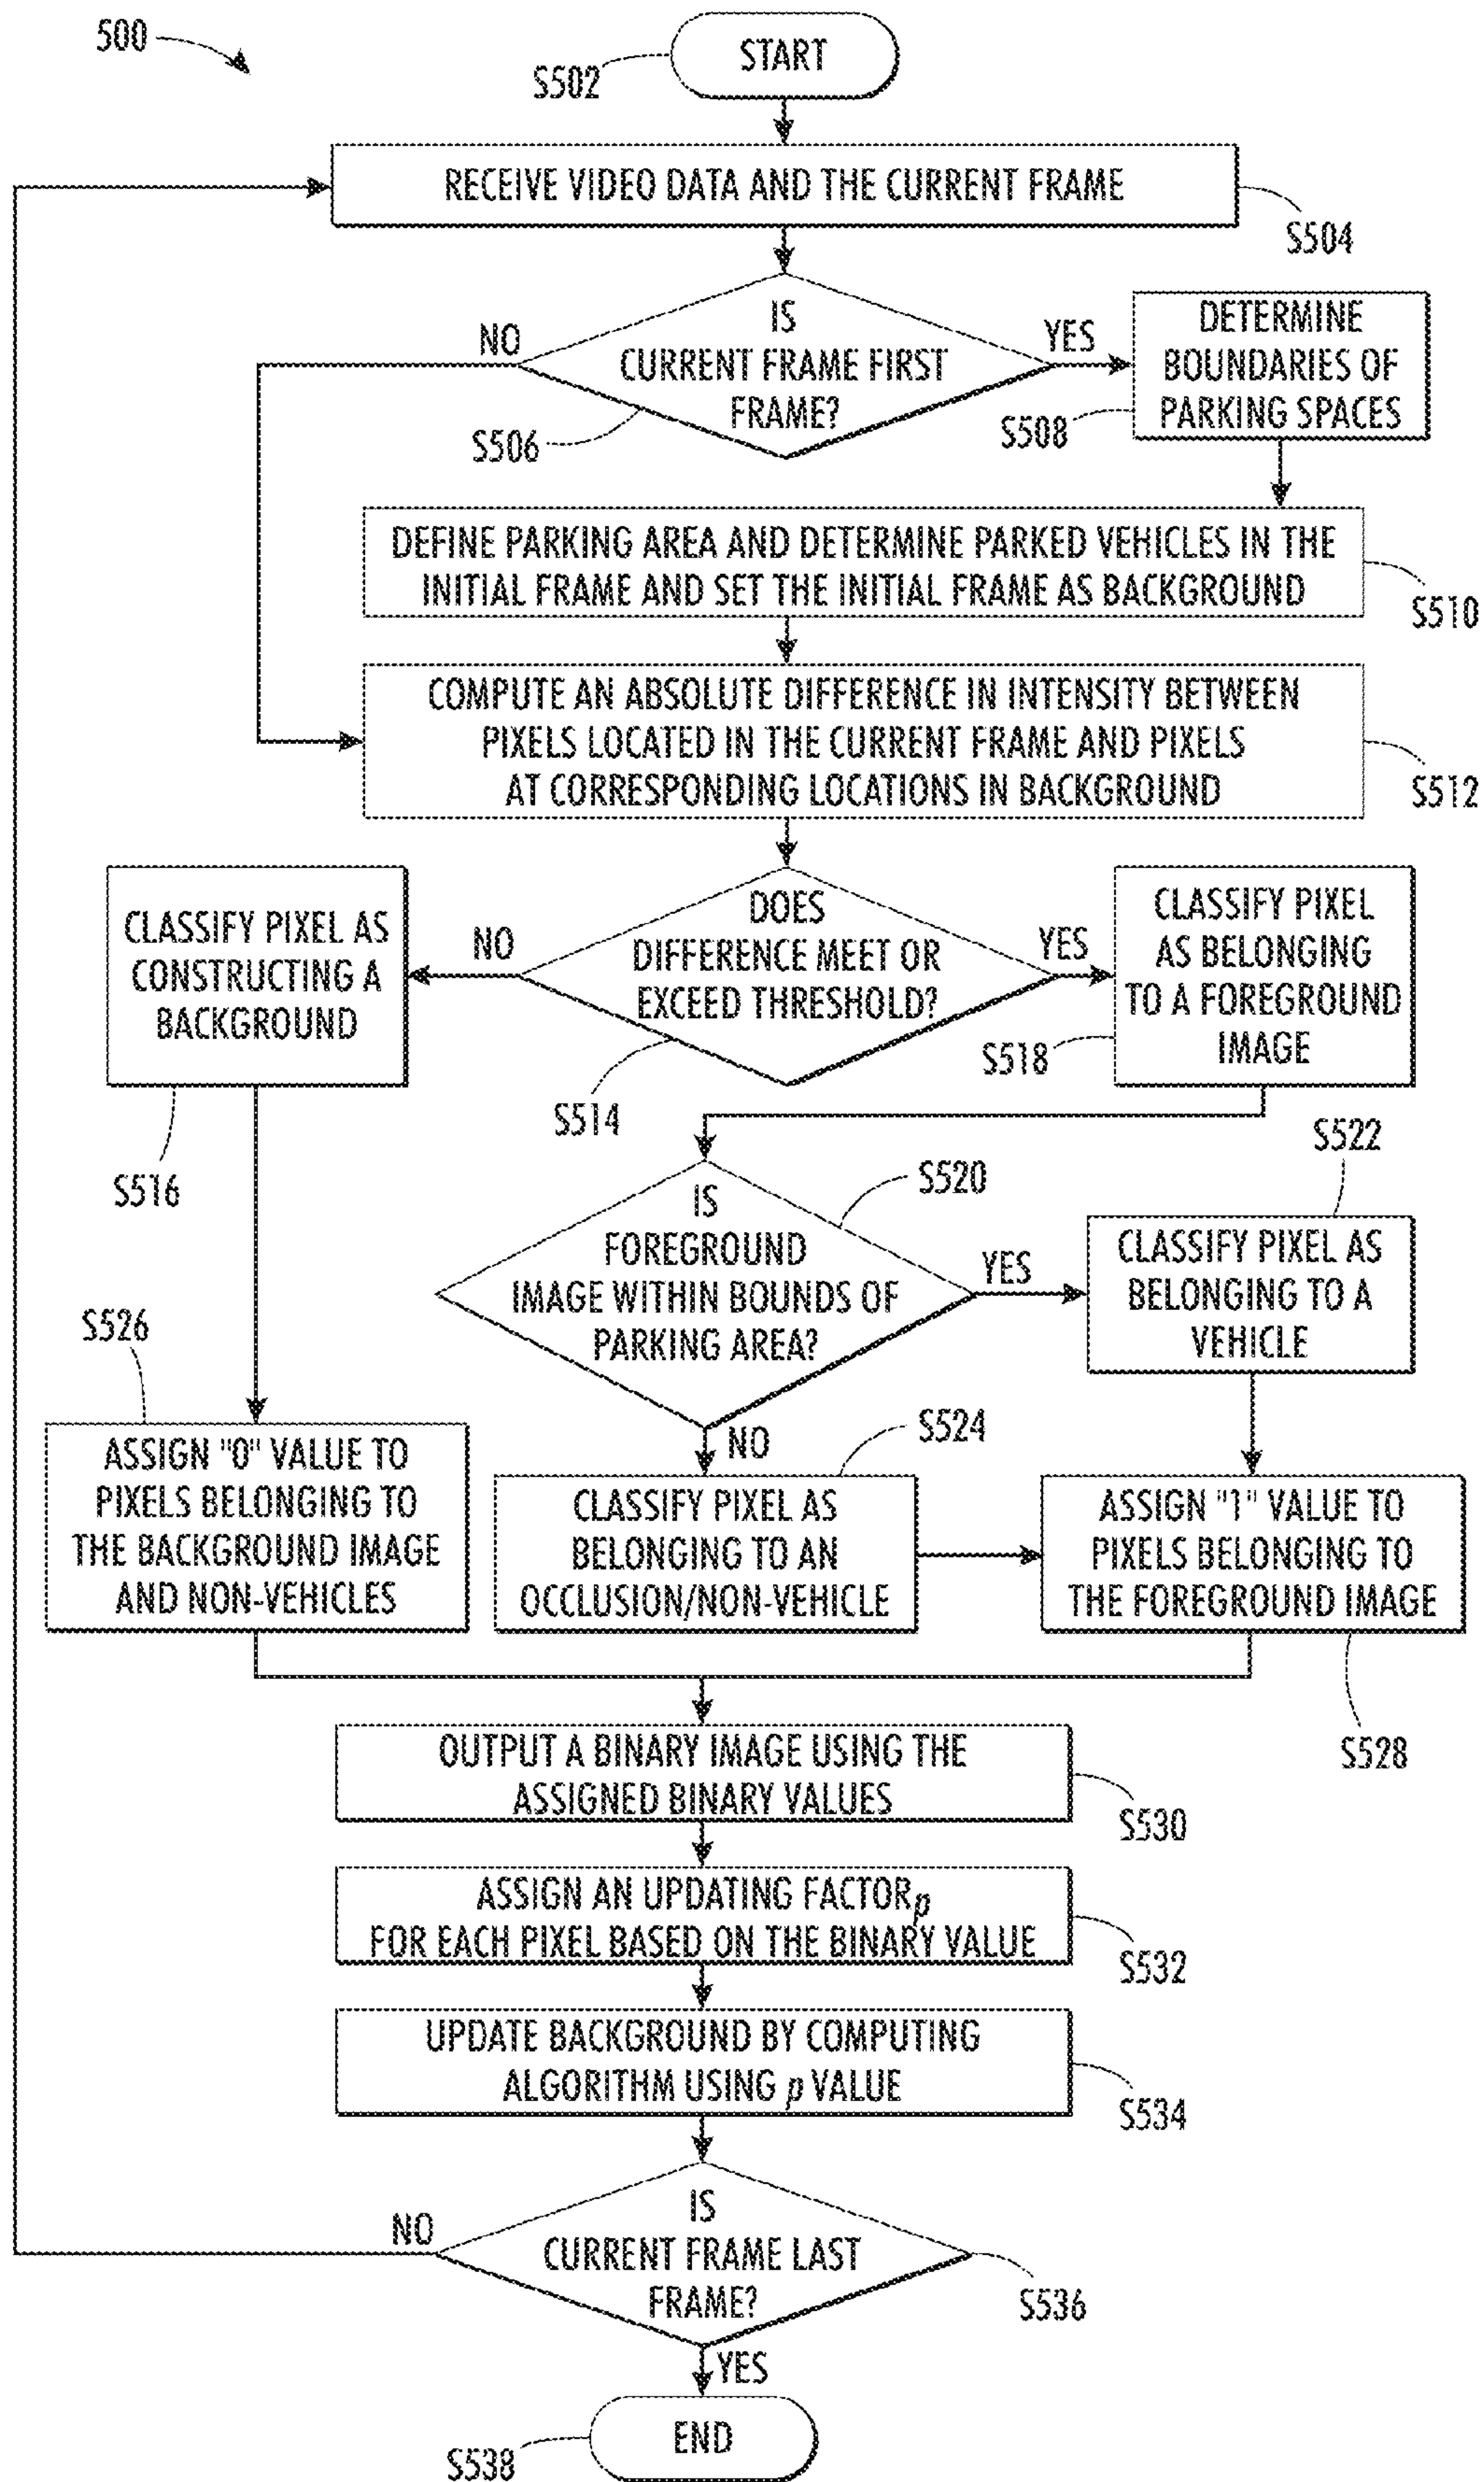 500
START
S502
RECEIVE VIDEO DATA AND THE CURRENT FRAME
S504
IS
CURRENT FRAME FIRST
FRAME?
NO
YES
S506
DETERMINE
BOUNDARIES OF
PARKING SPACES
S508
DEFINE PARKING AREA AND DETERMINE PARKED VEHICLES IN THE
INITIAL FRAME AND SET THE INITIAL FRAME AS BACKGROUND
S510
COMPUTE AN ABSOLUTE DIFFERENCE IN INTENSITY BETWEEN
PIXELS LOCATED IN THE CURRENT FRAME AND PIXELS
AT CORRESPONDING LOCATIONS IN BACKGROUND
S512
DOES
DIFFERENCE MEET OR
EXCEED THRESHOLD?
NO
YES
S514
CLASSIFY PIXEL AS
CONSTRUCTING A
BACKGROUND
S516
CLASSIFY PIXEL
AS BELONGING
TO A FOREGROUND
IMAGE
S518
IS
FOREGROUND
IMAGE WITHIN BOUNDS OF
PARKING AREA?
S520
YES
NO
CLASSIFY PIXEL AS
BELONGING TO A
VEHICLE
S522
S526
ASSIGN "0" VALUE TO
PIXELS BELONGING TO
THE BACKGROUND IMAGE
AND NON-VEHICLES
S524
CLASSIFY PIXEL AS
BELONGING TO AN
OCCLUSION/NON-VEHICLE
ASSIGN "1" VALUE TO
PIXELS BELONGING TO
THE FOREGROUND IMAGE
S528
OUTPUT A BINARY IMAGE USING THE
ASSIGNED BINARY VALUES
S530
ASSIGN AN UPDATING FACTOR p
FOR EACH PIXEL BASED ON THE BINARY VALUE
S532
UPDATE BACKGROUND BY COMPUTING
ALGORITHM USING p VALUE
S534
IS
CURRENT FRAME LAST
FRAME?
NO
S536
YES
END
S538